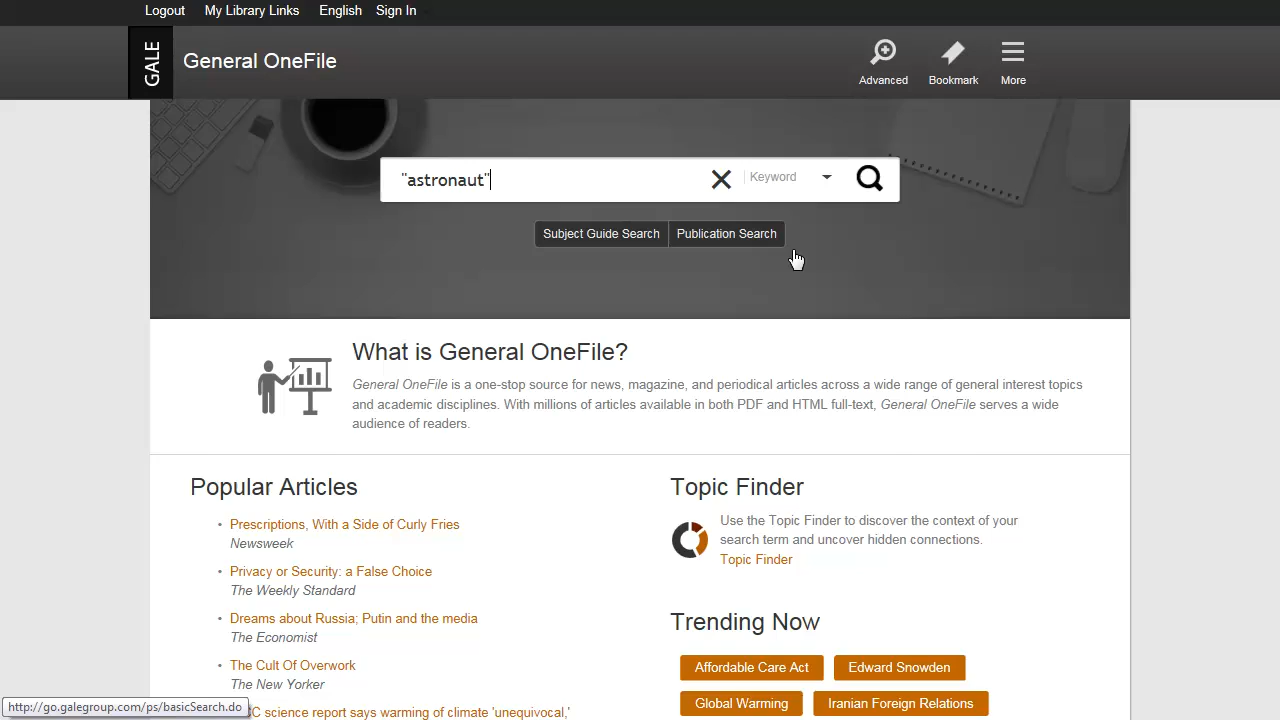 Logout My Library Links English Sign In
GALE
General OneFile
Advanced Bookmark More
"astronaut"
Keyword
Subject Guide Search Publication Search
What is General OneFile?
General OneFile is a one-stop source for news, magazine, and periodical articles across a wide range of general interest topics
and academic disciplines. With millions of articles available in both PDF and HTML full-text, General OneFile serves a wide
audience of readers.
Popular Articles
• Prescriptions, With a Side of Curly Fries
Newsweek
• Privacy or Security: a False Choice
The Weekly Standard
• Dreams about Russia; Putin and the media
The Economist
• The Cult Of Overwork
The New Yorker
C science report says warming of climate 'unequivocal,'
Topic Finder
Use the Topic Finder to discover the context of your
search term and uncover hidden connections.
Topic Finder
Trending Now
Affordable Care Act Edward Snowden
Global Warming Iranian Foreign Relations
http://go.galegroup.com/ps/basicSearch